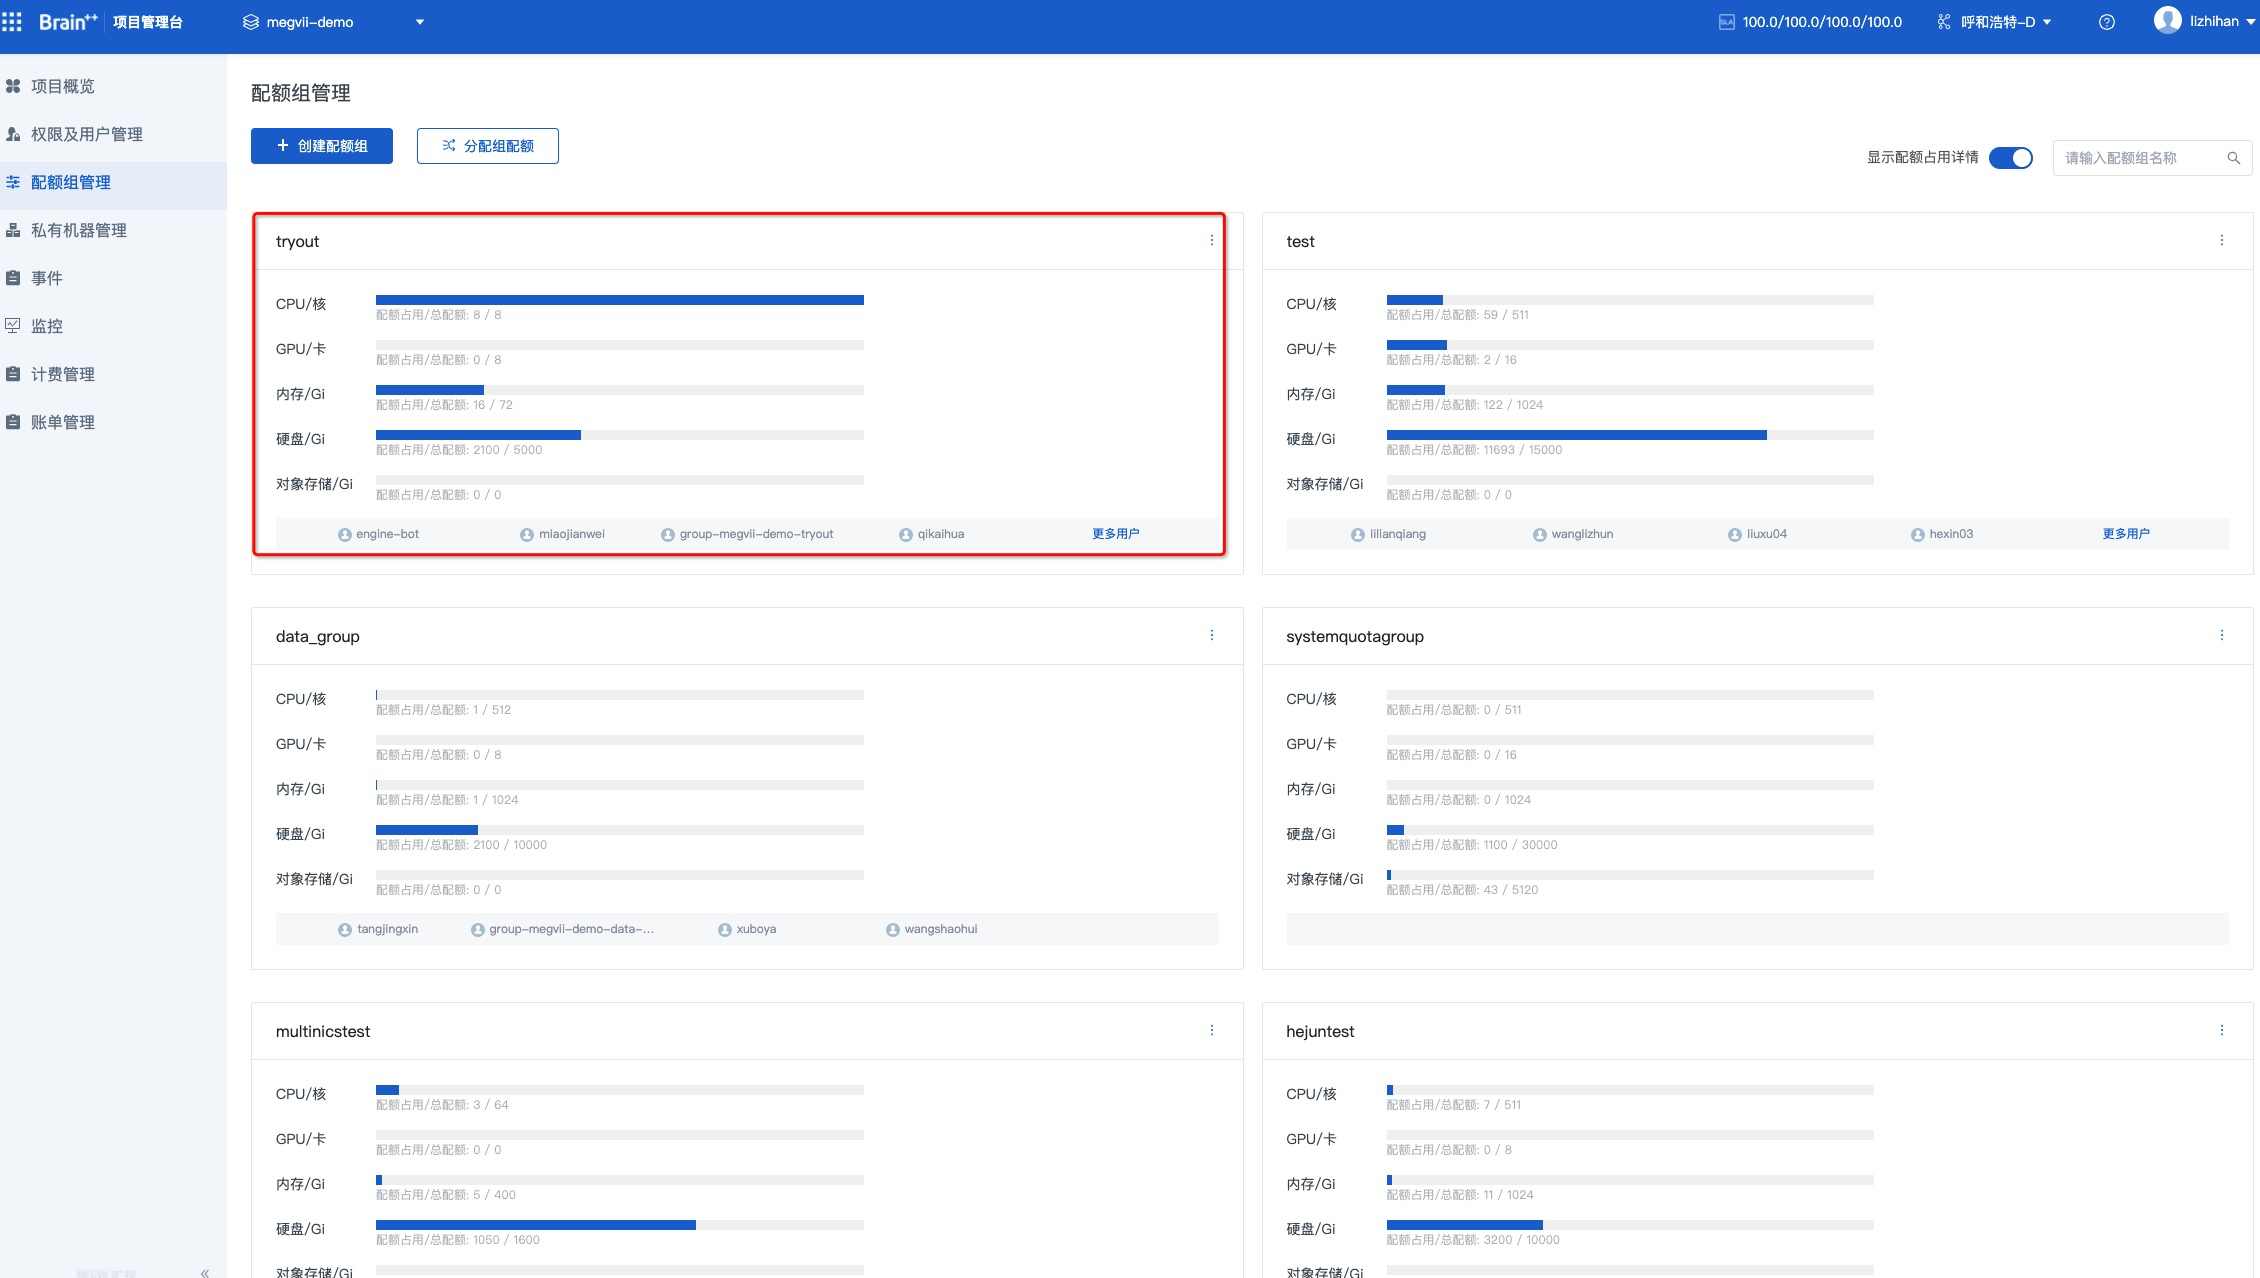 Brain++ 项目管理台 megvii-demo 100.0/100.0/100.0/100.0 呼和浩特-D lizhihan
项目概览
权限及用户管理
配额组管理
私有机器管理
事件
监控
计费管理
账单管理
配额组管理
+ 创建配额组 分配组配额
显示配额占用详情 请输入配额组名称
tryout
CPU/核
配额占用/总配额: 8 / 8
GPU/卡
配额占用/总配额: 0 / 8
内存/Gi
配额占用/总配额: 16 / 72
硬盘/Gi
配额占用/总配额: 2100 / 5000
对象存储/Gi
配额占用/总配额: 0 / 0
engine-bot miaojianwei group-megvii-demo-tryout qikaihua 更多用户
test
CPU/核
配额占用/总配额: 59 / 511
GPU/卡
配额占用/总配额: 2 / 16
内存/Gi
配额占用/总配额: 122 / 1024
硬盘/Gi
配额占用/总配额: 11693 / 15000
对象存储/Gi
配额占用/总配额: 0 / 0
lilianqiang wanglizhun liuxu04 hexin03 更多用户
data_group
CPU/核
配额占用/总配额: 1 / 512
GPU/卡
配额占用/总配额: 0 / 8
内存/Gi
配额占用/总配额: 1 / 1024
硬盘/Gi
配额占用/总配额: 2100 / 10000
对象存储/Gi
配额占用/总配额: 0 / 0
tangjingxin group-megvii-demo-data-... xuboya wangshaohui
systemquotagroup
CPU/核
配额占用/总配额: 0 / 511
GPU/卡
配额占用/总配额: 0 / 16
内存/Gi
配额占用/总配额: 0 / 1024
硬盘/Gi
配额占用/总配额: 1100 / 30000
对象存储/Gi
配额占用/总配额: 43 / 5120
multinicstest
CPU/核
配额占用/总配额: 3 / 64
GPU/卡
配额占用/总配额: 0 / 0
内存/Gi
配额占用/总配额: 5 / 400
硬盘/Gi
配额占用/总配额: 1050 / 1600
对象存储/Gi
hejuntest
CPU/核
配额占用/总配额: 7 / 511
GPU/卡
配额占用/总配额: 0 / 8
内存/Gi
配额占用/总配额: 11 / 1024
硬盘/Gi
配额占用/总配额: 3200 / 10000
对象存储/Gi